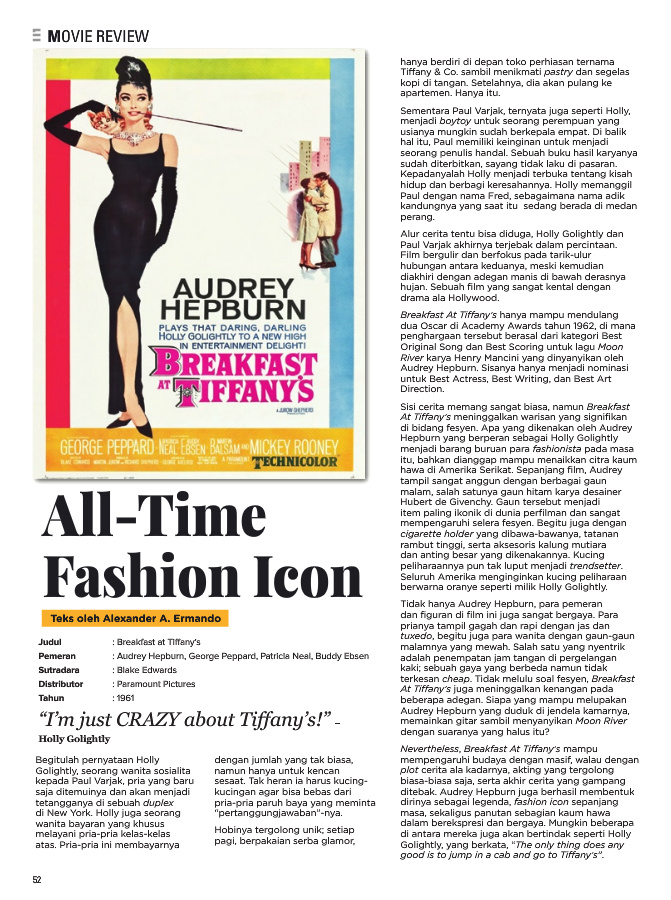 MOVIE REVIEW
AUDREY
HEPBURN
PLAYS THAT DARING, DARLING
HOLLY GOLIGHTLY TO A NEW HIGH
IN ENTERTAINMENT DELIGHT!
BREAKFAST
AT TIFFANY'S
A JUROW-SHEPHERD
GEORGE PEPPARD
NEAL EBSEN
BALSAM AND MICKEY ROONEY
TECHNICOLOR
All-Time
Fashion Icon
Teks oleh Alexander A. Ermando
Judul : Breakfast at Tiffany's
Pemeran : Audrey Hepburn, George Peppard, Patricia Neal, Buddy Ebsen
Sutradara : Blake Edwards
Distributor : Paramount Pictures
Tahun : 1961
“I'm just CRAZY about Tiffany's!” –
Holly Golightly
Begitulah pernyataan Holly
Golightly, seorang wanita sosialita
kepada Paul Varjak, pria yang baru
saja ditemuinya dan akan menjadi
tetangganya di sebuah duplex
di New York. Holly juga seorang
wanita bayaran yang khusus
melayani pria-pria kelas-kelas
atas. Pria-pria ini membayarnya
dengan jumlah yang tak biasa,
namun hanya untuk kencan
sesaat. Tak heran ia harus kucing-
kucingan agar bisa bebas dari
pria-pria paruh baya yang meminta
“pertanggungjawaban”-nya.
Hobinya tergolong unik; setiap
pagi, berpakaian serba glamor,
hanya berdiri di depan toko perhiasan ternama
Tiffany & Co. sambil menikmati pastry dan segelas
kopi di tangan. Setelahnya, dia akan pulang ke
apartemen. Hanya itu.
Sementara Paul Varjak, ternyata juga seperti Holly,
menjadi boytoy untuk seorang perempuan yang
usianya mungkin sudah berkepala empat. Di balik
hal itu, Paul memiliki keinginan untuk menjadi
seorang penulis handal. Sebuah buku hasil karyanya
sudah diterbitkan, sayang tidak laku di pasaran.
Kepadanyalah Holly menjadi terbuka tentang kisah
hidup dan berbagi keresahannya. Holly memanggil
Paul dengan nama Fred, sebagaimana nama adik
kandungnya yang saat itu sedang berada di medan
perang.
Alur cerita tentu bisa diduga, Holly Golightly dan
Paul Varjak akhirnya terjebak dalam percintaan.
Film bergulir dan berfokus pada tarik-ulur
hubungan antara keduanya, meski kemudian
diakhiri dengan adegan manis di bawah derasnya
hujan. Sebuah film yang sangat kental dengan
drama ala Hollywood.
Breakfast At Tiffany's hanya mampu mendulang
dua Oscar di Academy Awards tahun 1962, di mana
penghargaan tersebut berasal dari kategori Best
Original Song dan Best Scoring untuk lagu Moon
River karya Henry Mancini yang dinyanyikan oleh
Audrey Hepburn. Sisanya hanya menjadi nominasi
untuk Best Actress, Best Writing, dan Best Art
Direction.
Sisi cerita memang sangat biasa, namun Breakfast
At Tiffany's meninggalkan warisan yang signifikan
di bidang fesyen. Apa yang dikenakan oleh Audrey
Hepburn yang berperan sebagai Holly Golightly
menjadi barang buruan para fashionista pada masa
itu, bahkan dianggap mampu menaikkan citra kaum
hawa di Amerika Serikat. Sepanjang film, Audrey
tampil sangat anggun dengan berbagai gaun
malam, salah satunya gaun hitam karya desainer
Hubert de Givenchy. Gaun tersebut menjadi
item paling ikonik di dunia perfilman dan sangat
mempengaruhi selera fesyen. Begitu juga dengan
cigarette holder yang dibawa-bawanya, tatanan
rambut tinggi, serta aksesoris kalung mutiara
dan anting besar yang dikenakannya. Kucing
peliharaannya pun tak luput menjadi trendsetter.
Seluruh Amerika menginginkan kucing peliharaan
berwarna oranye seperti milik Holly Golightly.
Tidak hanya Audrey Hepburn, para pemeran
dan figuran di film ini juga sangat bergaya. Para
prianya tampil gagah dan rapi dengan jas dan
tuxedo, begitu juga para wanita dengan gaun-gaun
malamnya yang mewah. Salah satu yang nyentrik
adalah penempatan jam tangan di pergelangan
kaki; sebuah gaya yang berbeda namun tidak
terkesan cheap. Tidak melulu soal fesyen, Breakfast
At Tiffany's juga meninggalkan kenangan pada
beberapa adegan. Siapa yang mampu melupakan
Audrey Hepburn yang duduk di jendela kamarnya,
memainkan gitar sambil menyanyikan Moon River
dengan suaranya yang halus itu?
Nevertheless, Breakfast At Tiffany's mampu
mempengaruhi budaya dengan masif, walau dengan
plot cerita ala kadarnya, akting yang tergolong
biasa-biasa saja, serta akhir cerita yang gampang
ditebak. Audrey Hepburn juga berhasil membentuk
dirinya sebagai legenda, fashion icon sepanjang
masa, sekaligus panutan sebagian kaum hawa
dalam berekspresi dan bergaya. Mungkin beberapa
di antara mereka juga akan bertindak seperti Holly
Golightly, yang berkata, “The only thing does any
good is to jump in a cab and go to Tiffany's”.
52